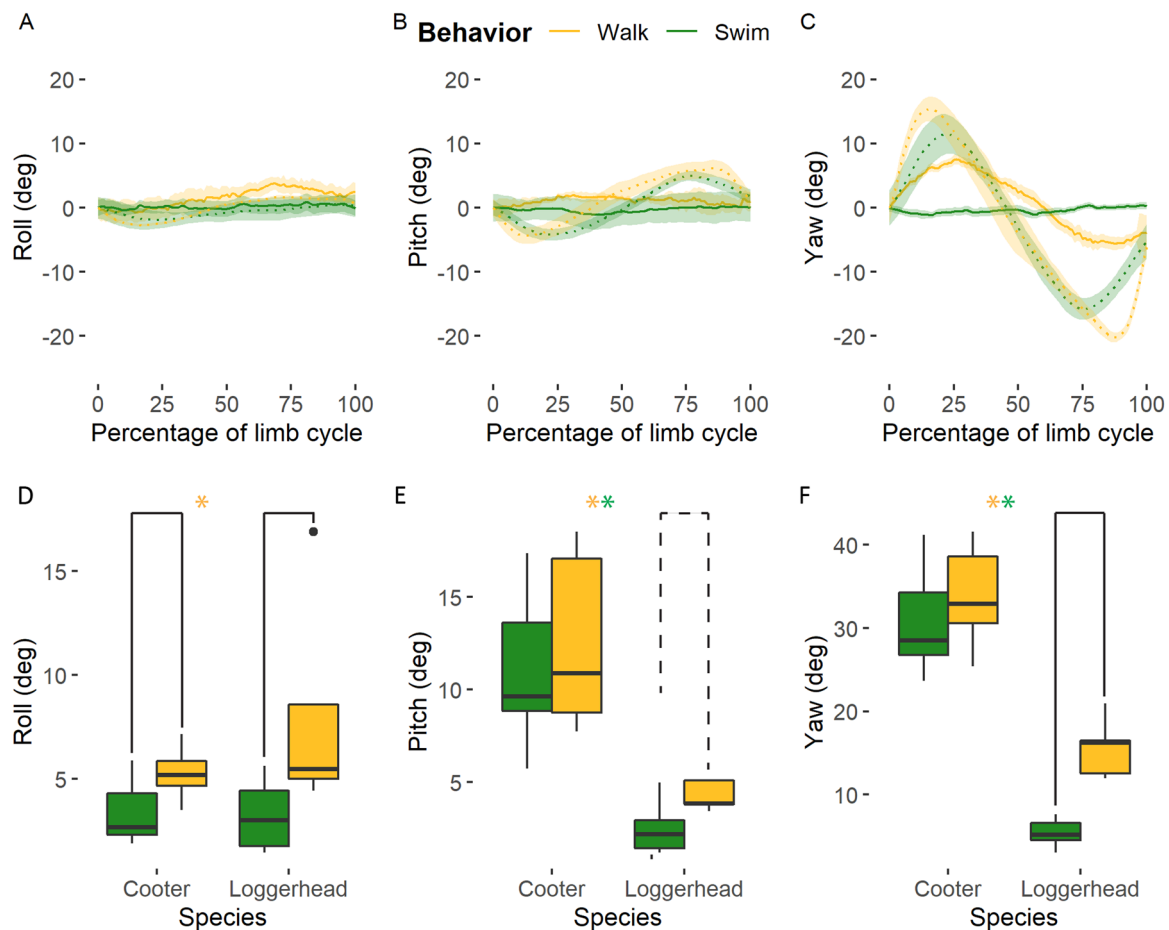 A
B
Behavior
Walk
Swim
C
20
10
0
-10
-20
Roll (deg)
0
25
50
75
100
Percentage of limb cycle
20
10
0
-10
-20
Pitch (deg)
0
25
50
75
100
Percentage of limb cycle
20
10
0
-10
-20
Yaw (deg)
0
25
50
75
100
Percentage of limb cycle
D
*
15
10
5
Roll (deg)
Cooter
Loggerhead
Species
E
**
15
10
5
Pitch (deg)
Cooter
Loggerhead
Species
F
**
40
30
20
10
Yaw (deg)
Cooter
Loggerhead
Species